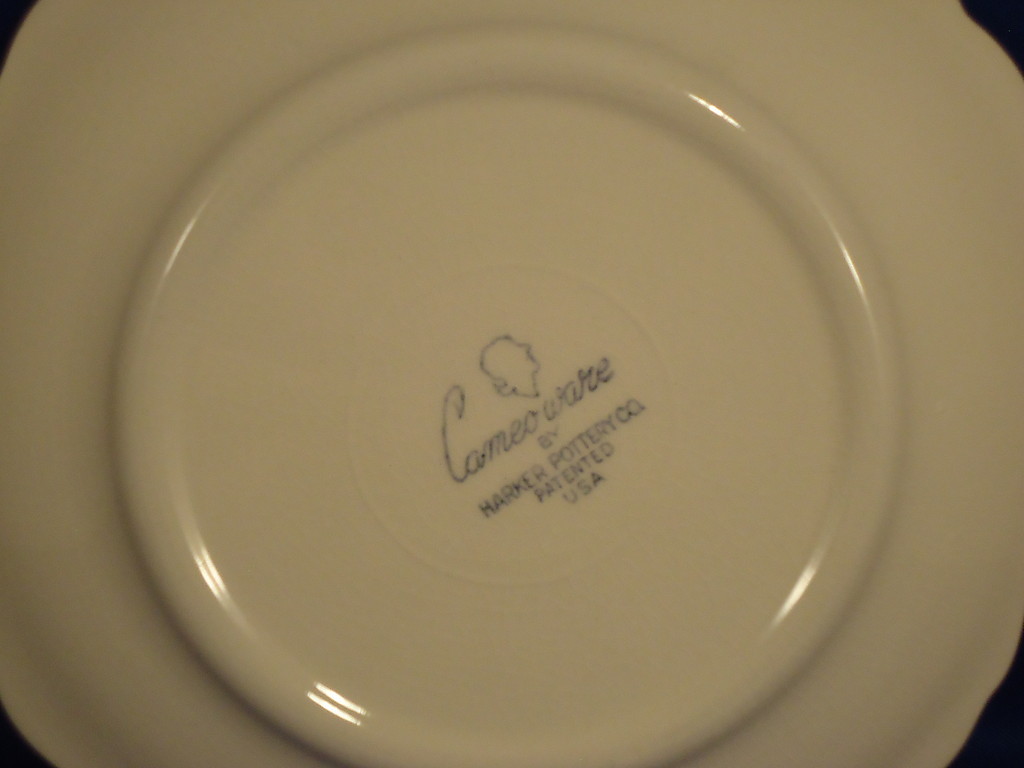 Cameo ware
BY
HARKER POTTERY CO.
PATENTED
USA